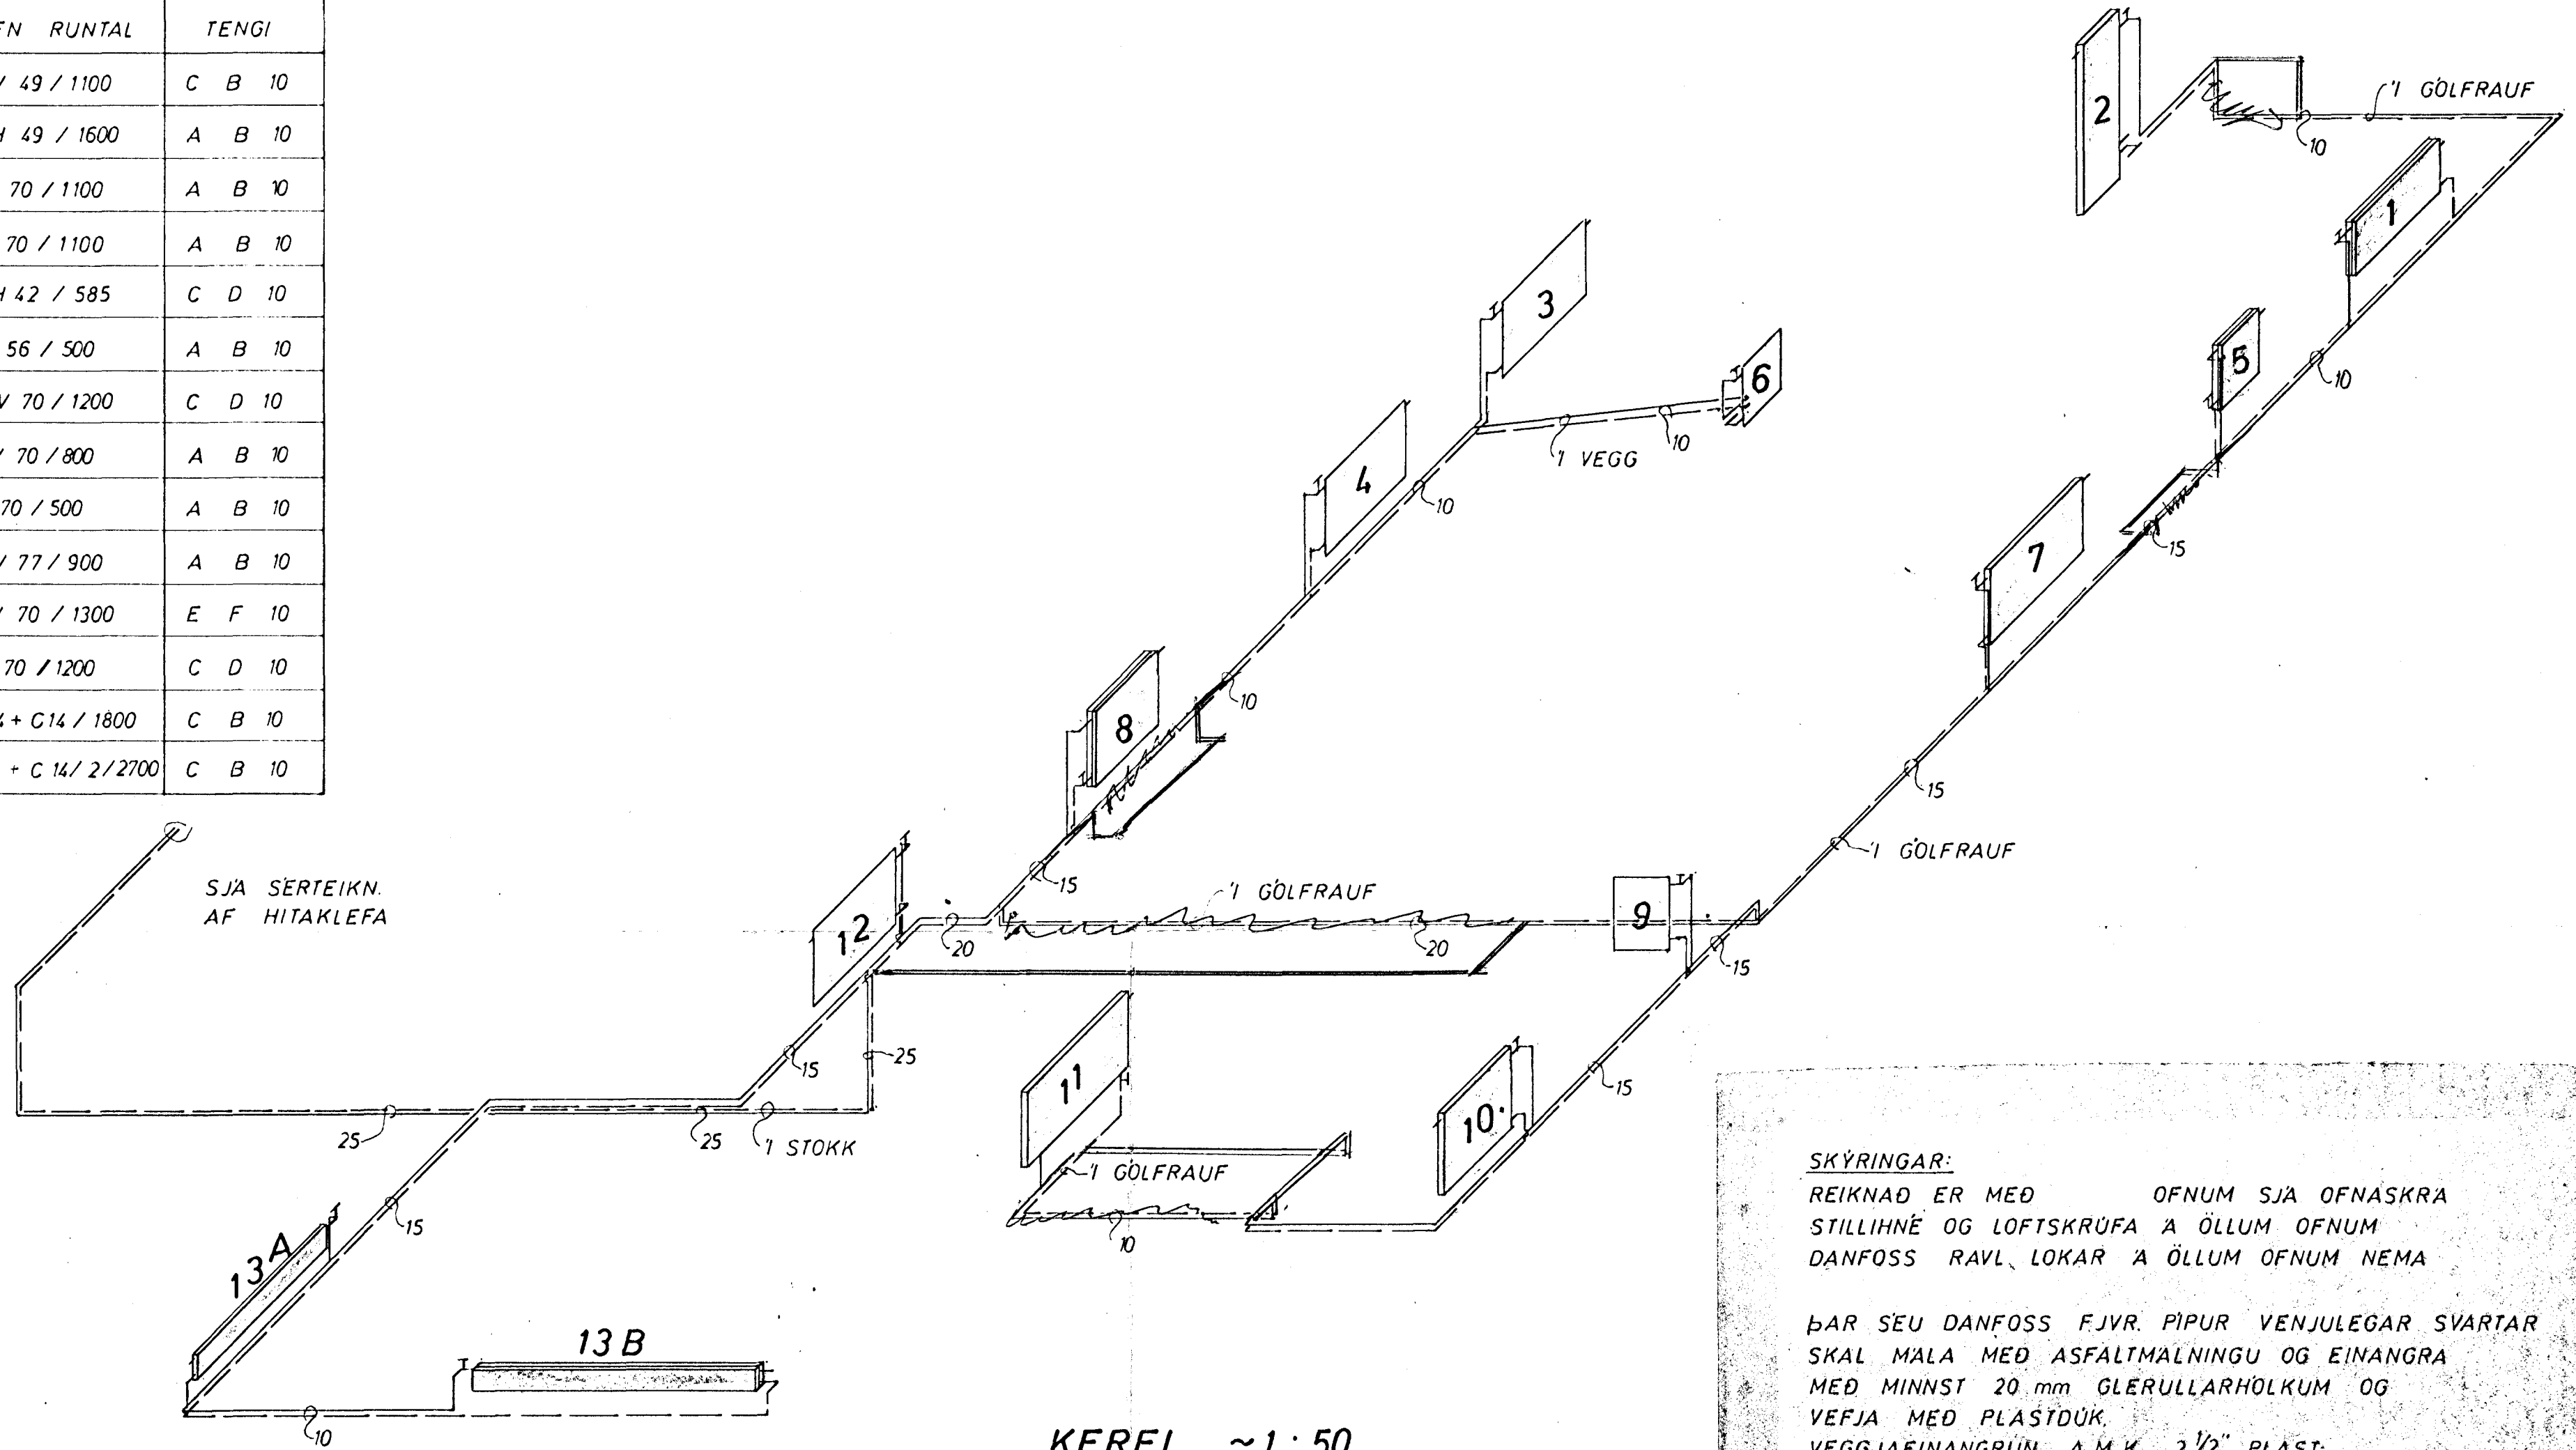 RUNTAL TENGI
49 / 1100 C B 10
49 / 1600 A B 10
70 / 1100 A B 10
70 / 1100 A B 10
42 / 585 C D 10
56 / 500 A B 10
70 / 1200 C D 10
70 / 800 A B 10
70 / 500 A B 10
77 / 900 A B 10
70 / 1300 E F 10
70 / 1200 C D 10
+ C14 / 1800 C B 10
+ C 14/ 2/2700 C B 10
2
Í GÓLFRAUF
10
1
3
5
6
10
10
Í VEGG
4
10
15
7
8
10
15
Í GÓLFRAUF
SJÁ SÉRTEIKN.
AF HITAKLEFA
15
Í GÓLFRAUF
12
9
20
20
15
11
15
25
10
15
25
25
Í STOKK
Í GÓLFRAUF
10
15
13A
13B
10
KERFI ~1:50
SKÝRINGAR:
REIKNAÐ ER MEÐ OFNUM SJÁ OFNASKRÁ
STILLIHNÉ OG LOFTSKRÚFA Á ÖLLUM OFNUM
DANFOSS RAVL. LOKAR Á ÖLLUM OFNUM NEMA
ÞAR SÉU DANFOSS FJVR. PÍPUR VENJULEGAR SVARTAR
SKAL MÁLA MEÐ ASFALTMÁLNINGU OG EINANGRA
MEÐ MINNST 20 mm GLERULLARHÓLKUM OG
VEFJA MEÐ PLASTDÚK.
VEGGJAEINANGRUN A.M.K. 2 1/2" PLAST: